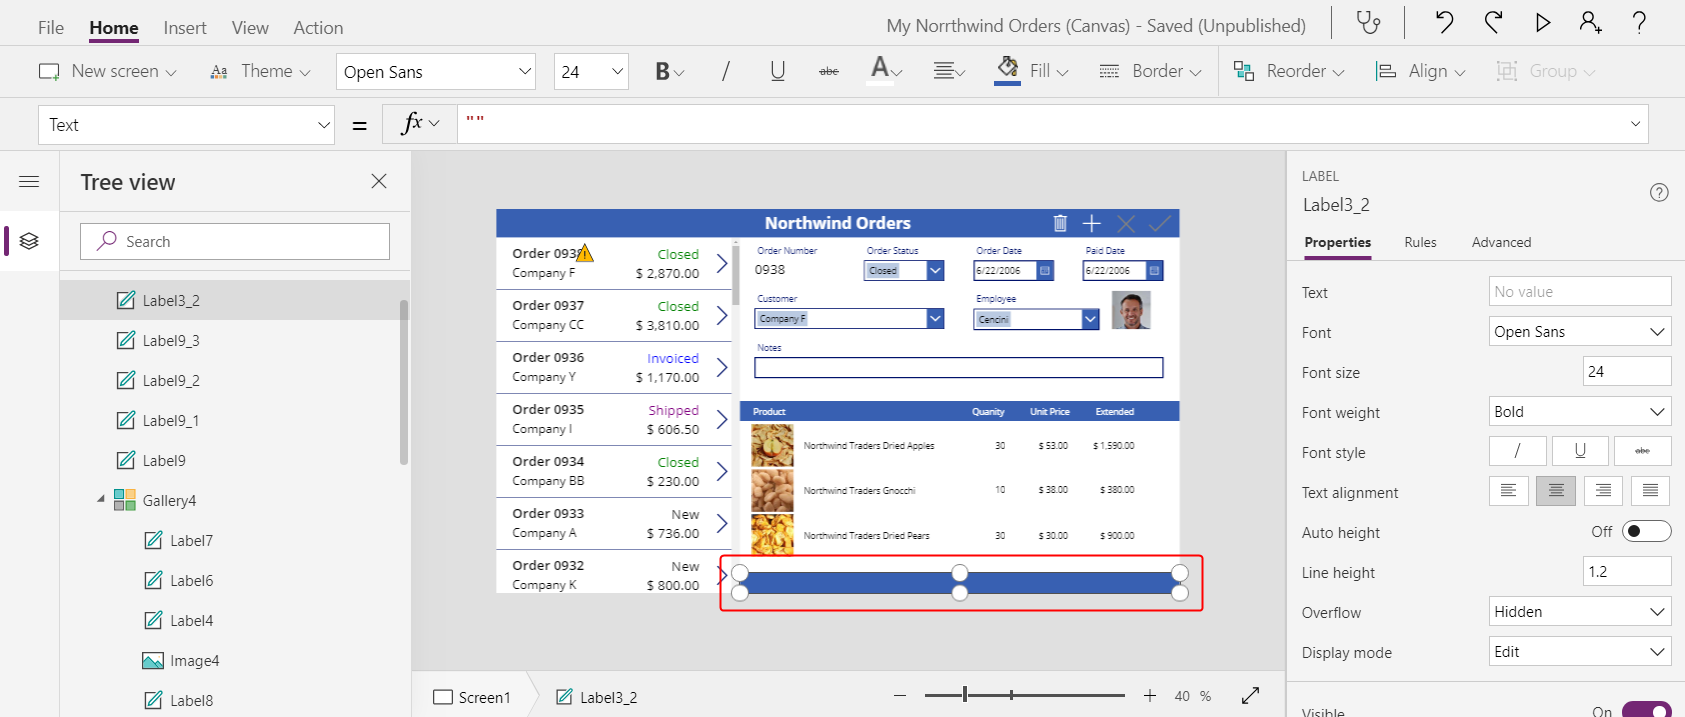 File Home Insert View Action My Norrthwind Orders (Canvas) - Saved (Unpublished) ?
New screen Aa Theme Open Sans 24 B / U abc A Fill Border Reorder Align Group
Text = fx ""
Tree view
Search
Label3_2
Label9_3
Label9_2
Label9_1
Label9
Gallery4
Label7
Label6
Label4
Image4
Label8
Northwind Orders
Order 0938 Closed
Company F $ 2,870.00
Order 0937 Closed
Company CC $ 3,810.00
Order 0936 Invoiced
Company Y $ 1,170.00
Order 0935 Shipped
Company I $ 606.50
Order 0934 Closed
Company BB $ 230.00
Order 0933 New
Company A $ 736.00
Order 0932 New
Company K $ 800.00
Order Number Order Status Order Date Paid Date
0938 Closed 6/22/2006 6/22/2006
Customer Employee
Company F Cencini
Notes
Product Quanity Unit Price Extended
Northwind Traders Dried Apples 30 $ 53.00 $ 1,590.00
Northwind Traders Gnocchi 10 $ 38.00 $ 380.00
Northwind Traders Dried Pears 30 $ 30.00 $ 900.00
Screen1 Label3_2 40 %
LABEL
Label3_2
?
Properties Rules Advanced
Text No value
Font Open Sans
Font size 24
Font weight Bold
Font style / U abc
Text alignment
Auto height Off
Line height 1.2
Overflow Hidden
Display mode Edit
Visible On